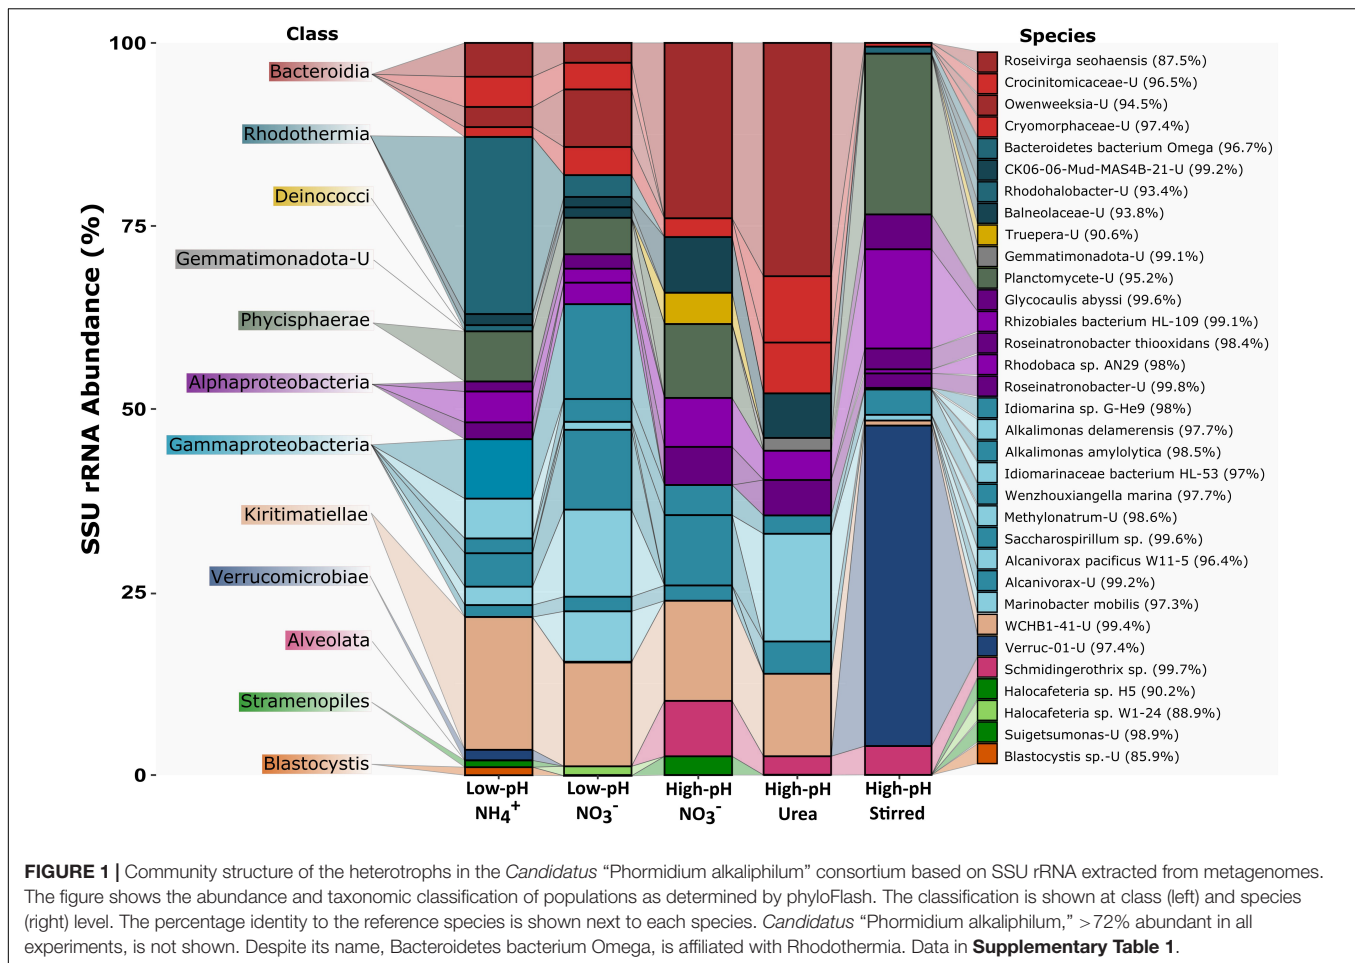 Class
Species
SSU rRNA Abundance (%)
100
75
50
25
0
Bacteroidia
Rhodothermia
Deinococci
Gemmatimonadota-U
Phycisphaerae
Alphaproteobacteria
Gammaproteobacteria
Kiritimatiellae
Verrucomicrobiae
Alveolata
Stramenopiles
Blastocystis
Roseivirga seohaensis (87.5%)
Crocinitomicaceae-U (96.5%)
Owenweeksia-U (94.5%)
Cryomorphaceae-U (97.4%)
Bacteroidetes bacterium Omega (96.7%)
CK06-06-Mud-MAS4B-21-U (99.2%)
Rhodohalobacter-U (93.4%)
Balneolaceae-U (93.8%)
Truepera-U (90.6%)
Gemmatimonadota-U (99.1%)
Planctomycete-U (95.2%)
Glycocaulis abyssi (99.6%)
Rhizobiales bacterium HL-109 (99.1%)
Roseinatronobacter thiooxidans (98.4%)
Rhodobaca sp. AN29 (98%)
Roseinatronobacter-U (99.8%)
Idiomarina sp. G-He9 (98%)
Alkalimonas delamerensis (97.7%)
Alkalimonas amylolytica (98.5%)
Idiomarinaceae bacterium HL-53 (97%)
Wenzhouxiangella marina (97.7%)
Methylonatrum-U (98.6%)
Saccharospirillum sp. (99.6%)
Alcanivorax pacificus W11-5 (96.4%)
Alcanivorax-U (99.2%)
Marinobacter mobilis (97.3%)
WCHB1-41-U (99.4%)
Verruc-01-U (97.4%)
Schmidingerothrix sp. (99.7%)
Halocafeteria sp. H5 (90.2%)
Halocafeteria sp. W1-24 (88.9%)
Suigetsumonas-U (98.9%)
Blastocystis sp.-U (85.9%)
Low-pH NH4+
Low-pH NO3-
High-pH NO3-
High-pH Urea
High-pH Stirred
FIGURE 1 | Community structure of the heterotrophs in the Candidatus “Phormidium alkaliphilum” consortium based on SSU rRNA extracted from metagenomes.
The figure shows the abundance and taxonomic classification of populations as determined by phyloFlash. The classification is shown at class (left) and species
(right) level. The percentage identity to the reference species is shown next to each species. Candidatus “Phormidium alkaliphilum,” >72% abundant in all
experiments, is not shown. Despite its name, Bacteroidetes bacterium Omega, is affiliated with Rhodothermia. Data in Supplementary Table 1.